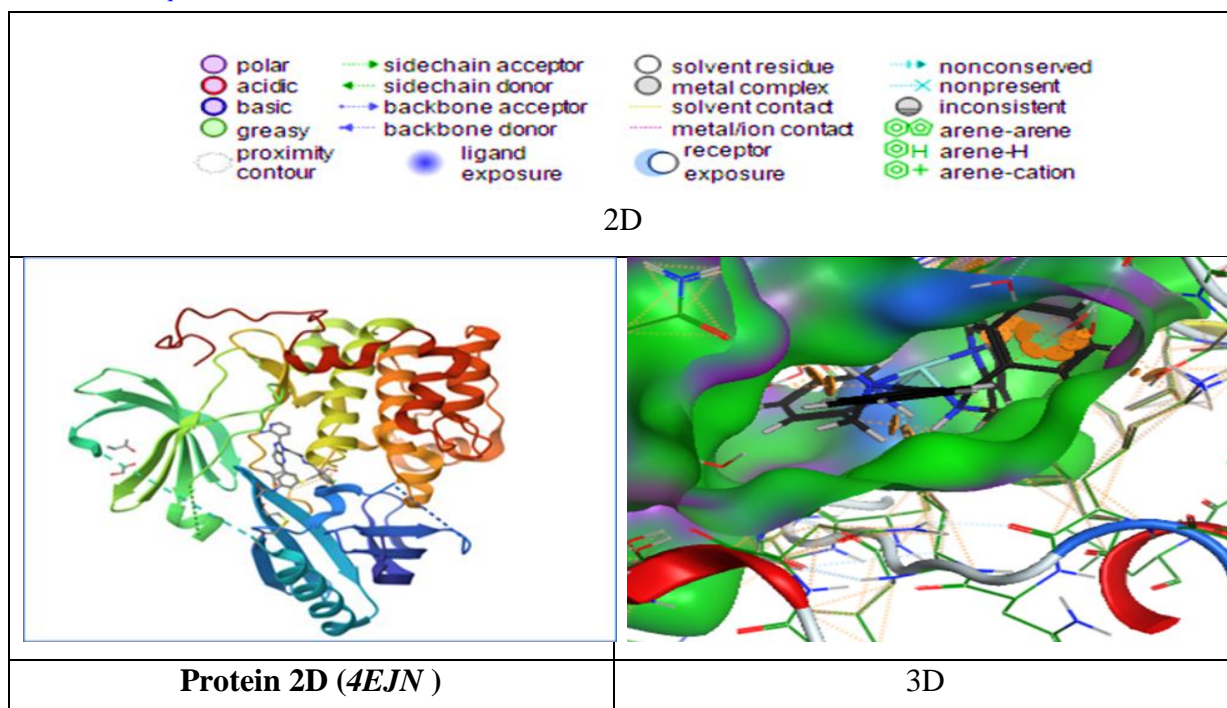 polar
acidic
basic
greasy
proximity
contour
sidechain acceptor
sidechain donor
backbone acceptor
backbone donor
ligand
exposure
solvent residue
metal complex
solvent contact
metal/ion contact
receptor
exposure
nonconserved
nonpresent
inconsistent
arene-arene
H arene-H
+ arene-cation
2D
Protein 2D (4EJN )
3D